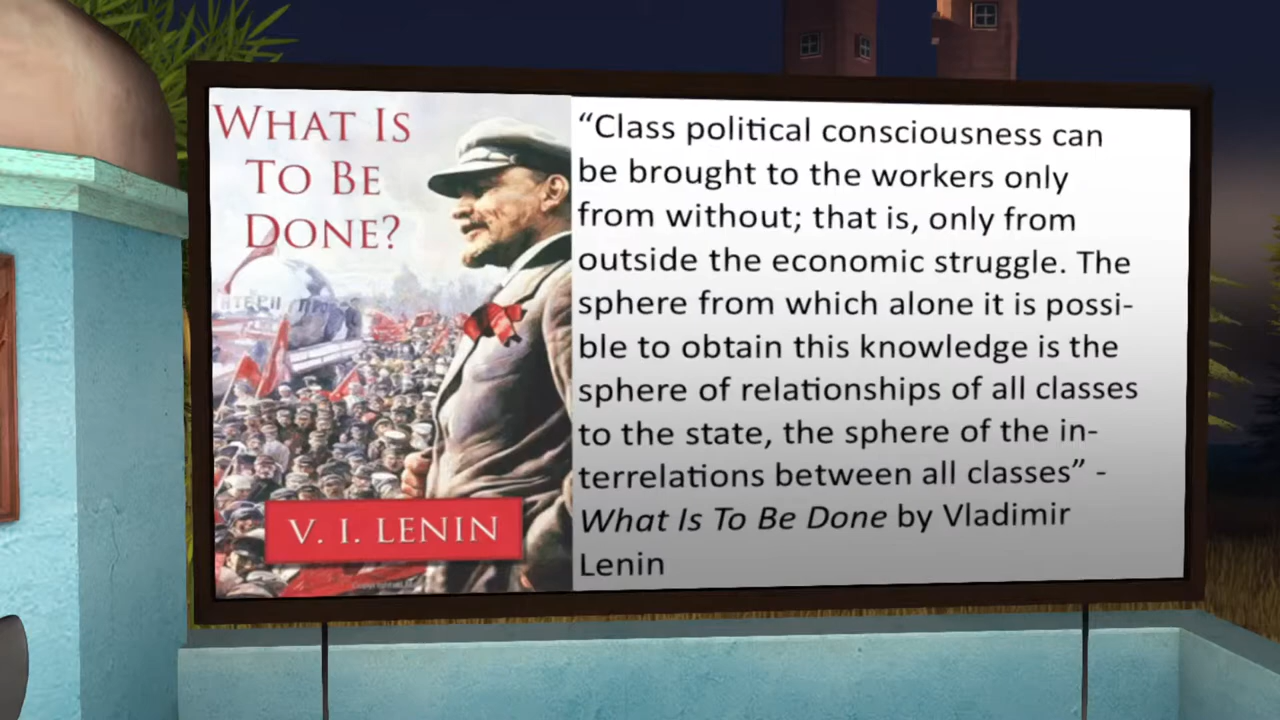 WHAT IS
TO BE
DONE?
V. I. LENIN
“Class political consciousness can
be brought to the workers only
from without; that is, only from
outside the economic struggle. The
sphere from which alone it is possi-
ble to obtain this knowledge is the
sphere of relationships of all classes
to the state, the sphere of the in-
terrelations between all classes” -
What Is To Be Done by Vladimir
Lenin